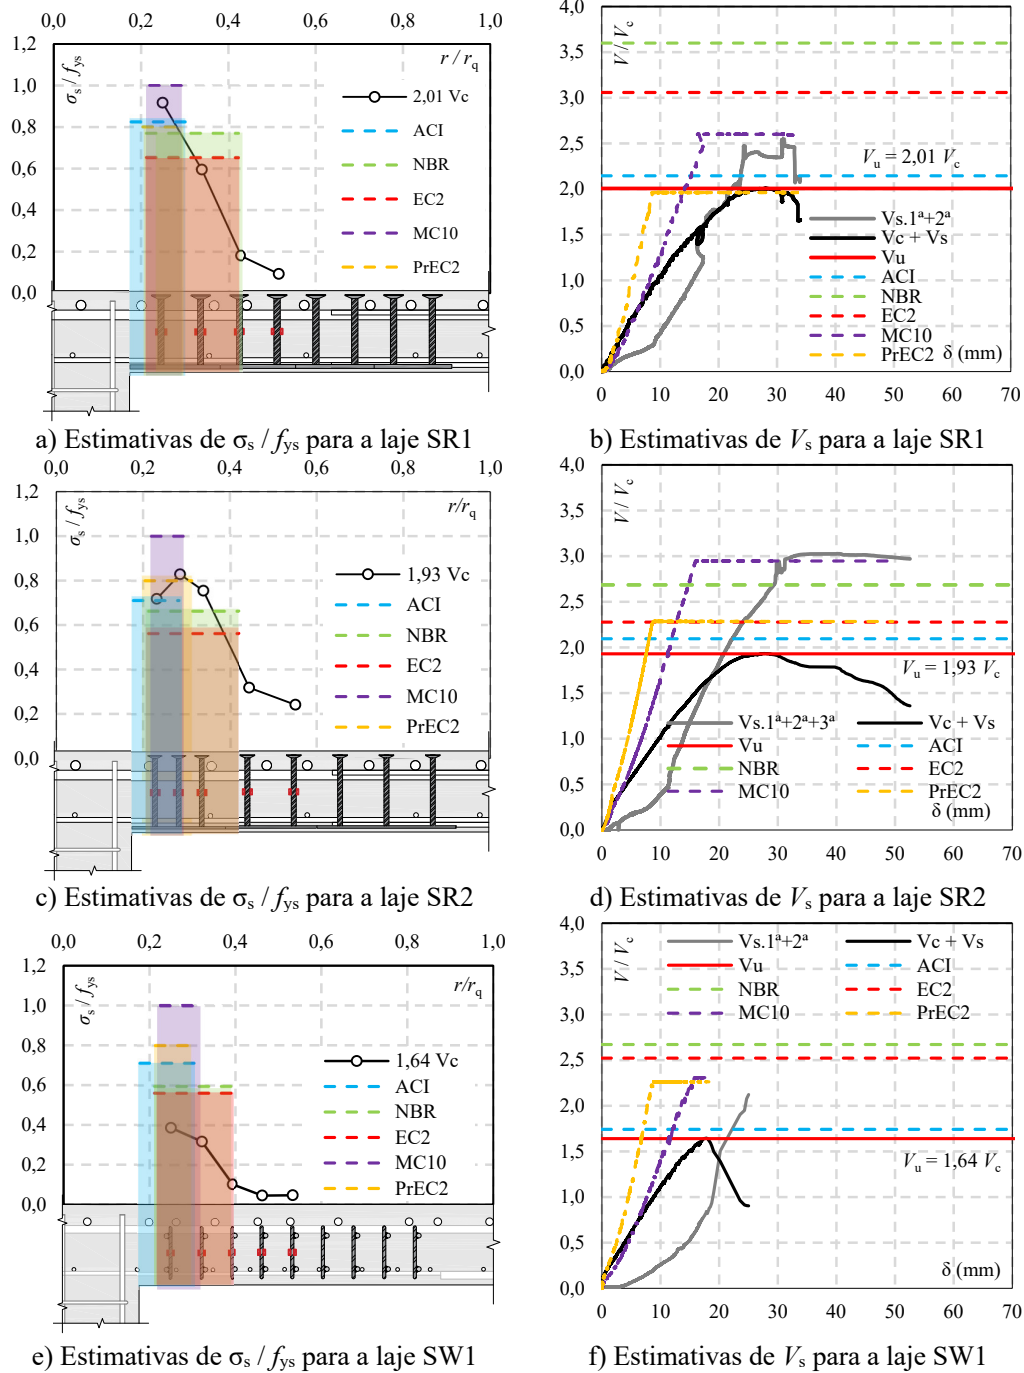 0,0 0,2 0,4 0,6 0,8 1,0
1,2
1,0
0,8
0,6
0,4
0,2
0,0
σs / fys
r / rq
2,01 Vc
ACI
NBR
EC2
MC10
PrEC2
a) Estimativas de σs / fys para a laje SR1
4,0
3,5
3,0
2,5
2,0
1,5
1,0
0,5
0,0
V / Vc
Vu = 2,01 Vc
Vs.1ª+2ª
Vc + Vs
Vu
ACI
NBR
EC2
MC10
PrEC2
δ (mm)
0 10 20 30 40 50 60 70
b) Estimativas de Vs para a laje SR1
0,0 0,2 0,4 0,6 0,8 1,0
1,2
1,0
0,8
0,6
0,4
0,2
0,0
σs / fys
r/rq
1,93 Vc
ACI
NBR
EC2
MC10
PrEC2
c) Estimativas de σs / fys para a laje SR2
4,0
3,5
3,0
2,5
2,0
1,5
1,0
0,5
0,0
V / Vc
Vu = 1,93 Vc
Vs.1ª+2ª+3ª Vc + Vs
Vu ACI
NBR EC2
MC10 PrEC2
δ (mm)
0 10 20 30 40 50 60 70
d) Estimativas de Vs para a laje SR2
0,0 0,2 0,4 0,6 0,8 1,0
1,2
1,0
0,8
0,6
0,4
0,2
0,0
σs / fys
r/rq
1,64 Vc
ACI
NBR
EC2
MC10
PrEC2
e) Estimativas de σs / fys para a laje SW1
4,0
3,5
3,0
2,5
2,0
1,5
1,0
0,5
0,0
V / Vc
Vs.1ª+2ª Vc + Vs
Vu ACI
NBR EC2
MC10 PrEC2
Vu = 1,64 Vc
δ (mm)
0 10 20 30 40 50 60 70
f) Estimativas de Vs para a laje SW1